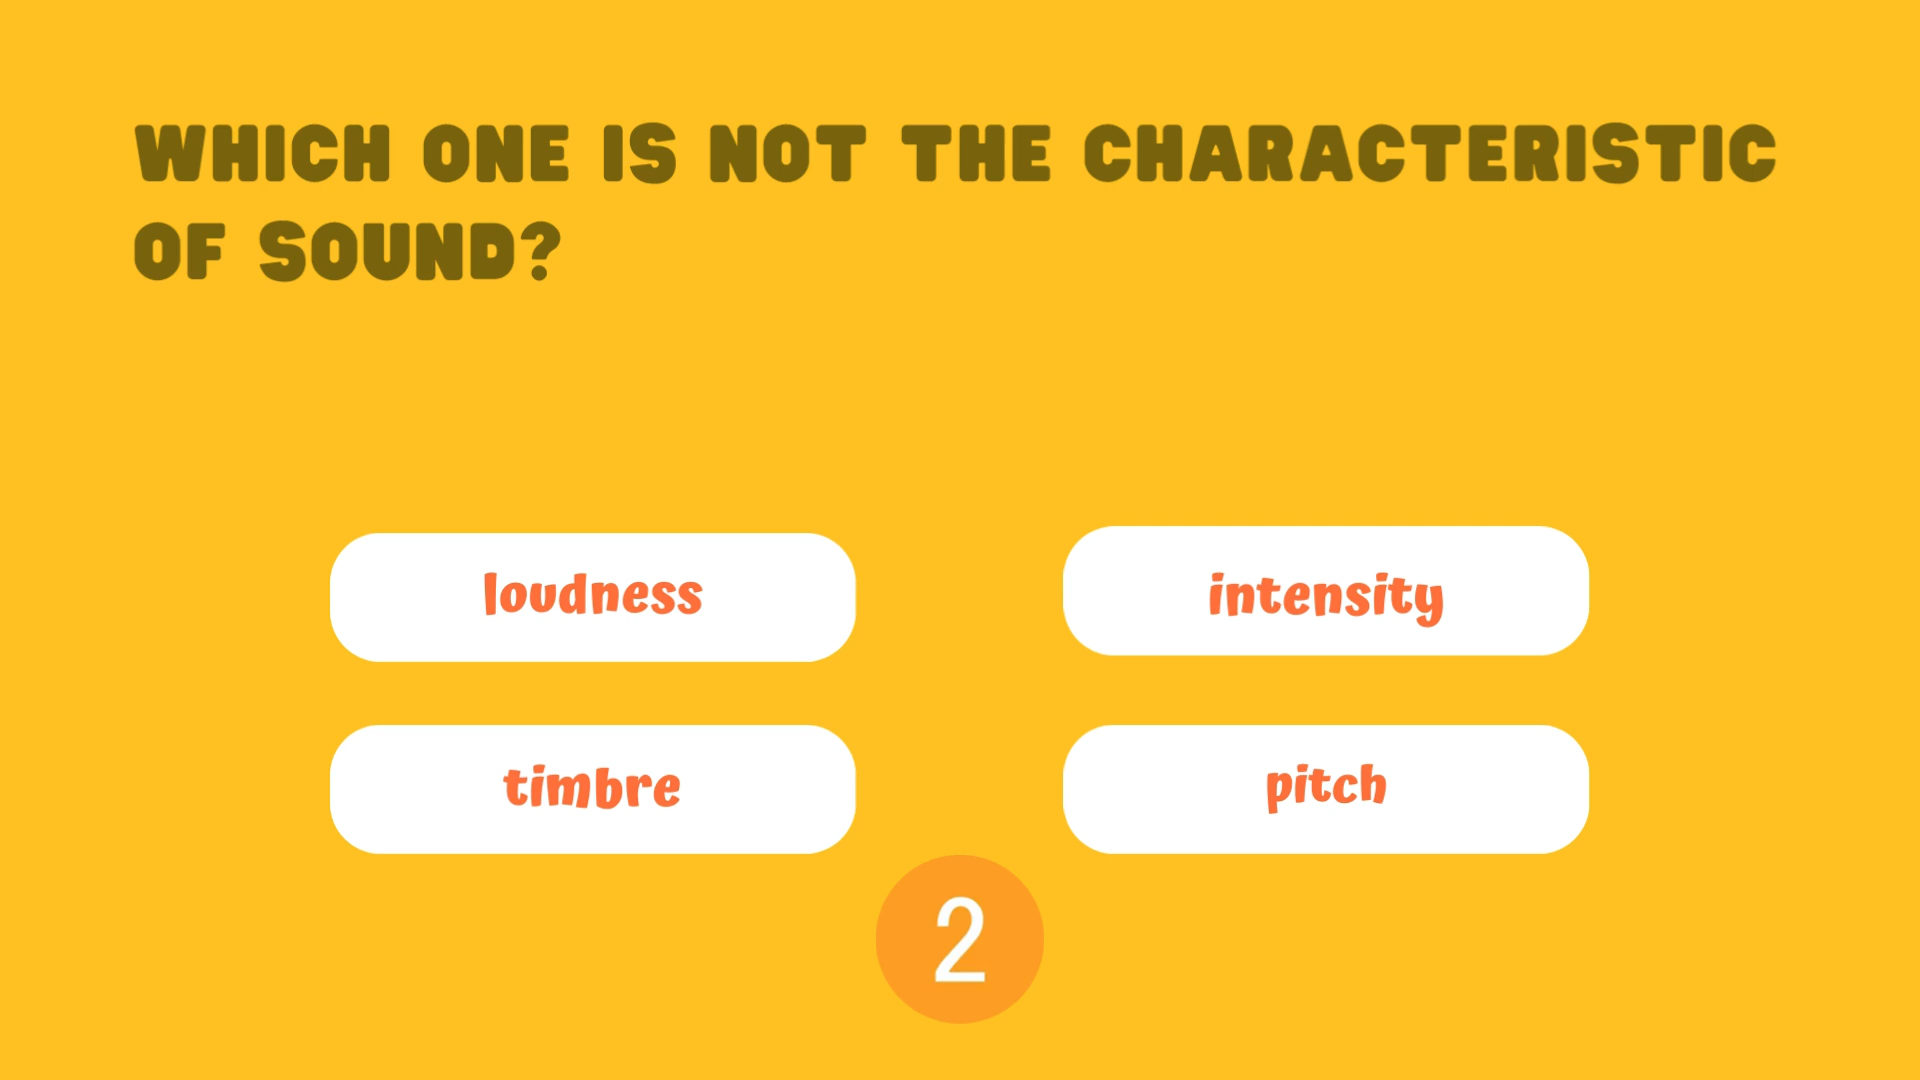 WHICH ONE IS NOT THE CHARACTERISTIC
OF SOUND?
loudness
intensity
timbre
pitch
2